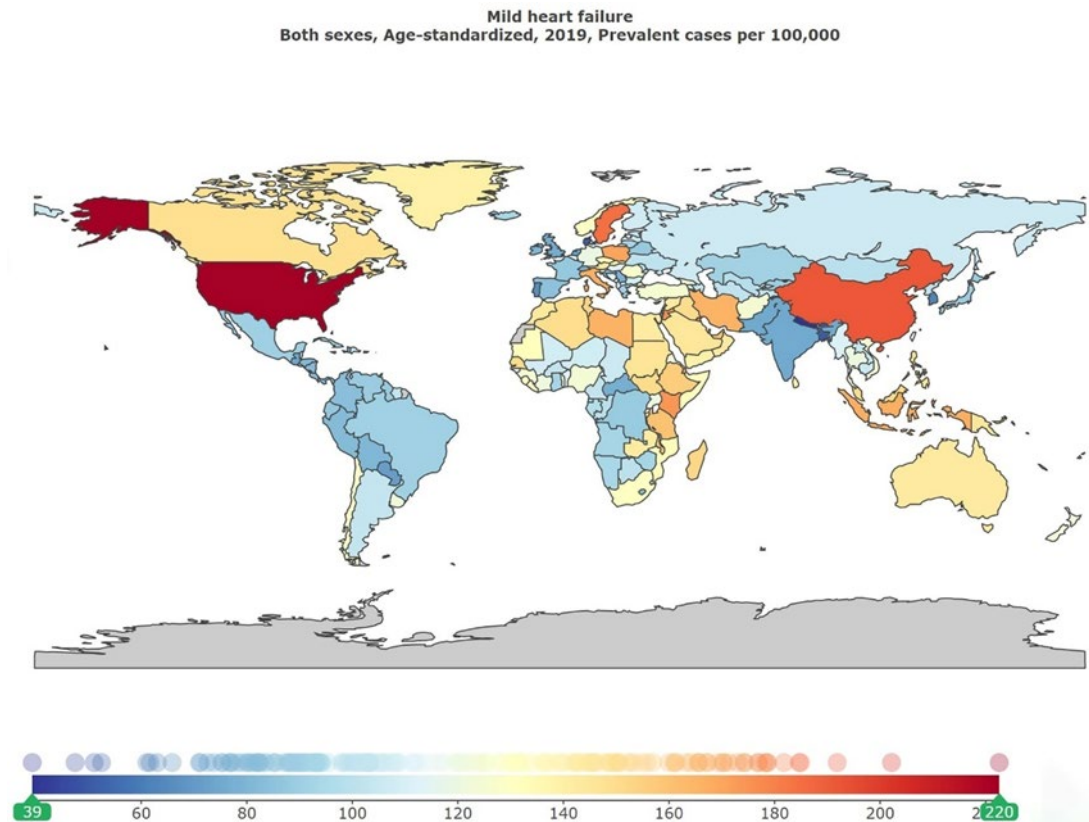 Mild heart failure
Both sexes, Age-standardized, 2019, Prevalent cases per 100,000
39 60 80 100 120 140 160 180 200 220